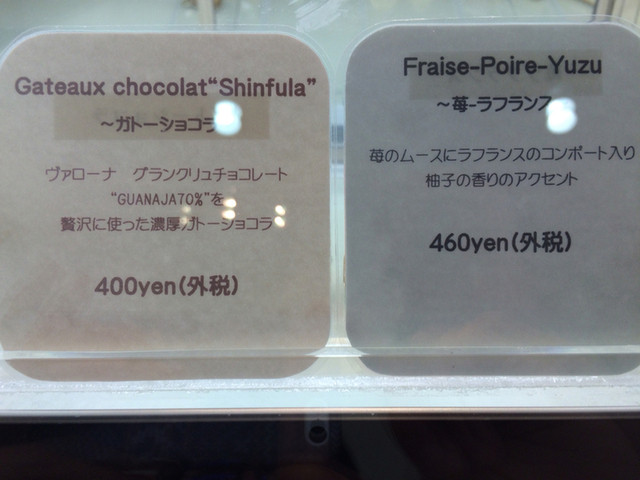 Gateaux chocolat“Shinfula”
～ガトーショコラ
ヴァローナ　グランクリュチョコレート
“GUANAJA70%”を
贅沢に使った濃厚ガトーショコラ
400yen(外税)
Fraise-Poire-Yuzu
～苺-ラフランス
苺のムースにラフランスのコンポート入り
柚子の香りのアクセント
460yen(外税)